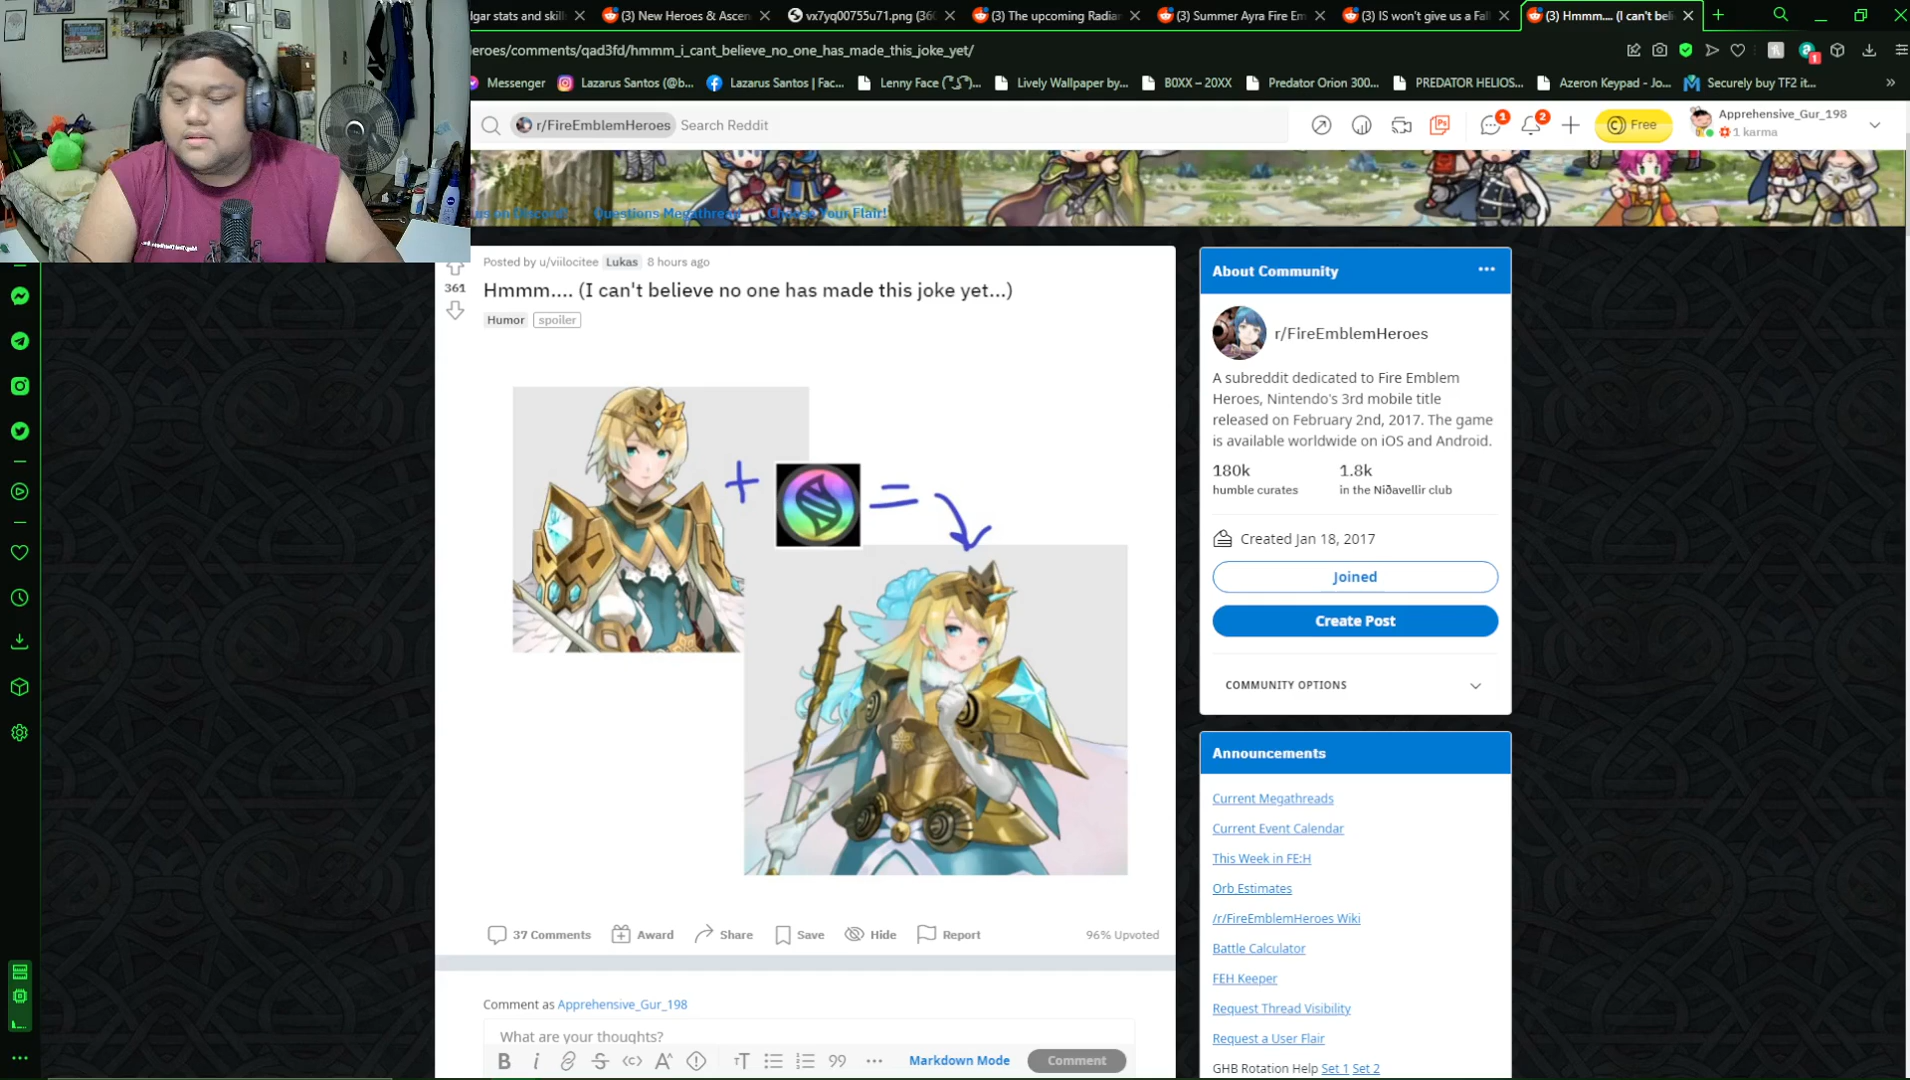 lgar stats and skil
(3) New Heroes & Ascen
vx7yq00755u71.png (36
(3) The upcoming Radia
(3) Summer Ayra Fire Em
(3) IS won't give us a Fal
(3) Hmmm.... (I can't beli
eroes/comments/qad3fd/hmmm_i_cant_believe_no_one_has_made_this_joke_yet/
1
Messenger
Lazarus Santos (@b...
Lazarus Santos | Fac...
Lenny Face ( ͡° ͜ʖ ͡°)...
Lively Wallpaper by...
B0XX – 20XX
Predator Orion 300...
PREDATOR HELIOS...
Azeron Keypad - Jo...
Securely buy TF2 it...
»
r/FireEmblemHeroes
Search Reddit
1
2
Free
Apprehensive_Gur_198
1 karma
us on Discord!
Questions Megathread
Choose Your Flair!
Posted by u/viilocitee Lukas 8 hours ago
361
Hmmm.... (I can't believe no one has made this joke yet...)
Humor spoiler
+
=
37 Comments
Award
Share
Save
Hide
Report
96% Upvoted
Comment as Apprehensive_Gur_198
What are your thoughts?
Markdown Mode
Comment
About Community
r/FireEmblemHeroes
A subreddit dedicated to Fire Emblem
Heroes, Nintendo's 3rd mobile title
released on February 2nd, 2017. The game
is available worldwide on iOS and Android.
180k 1.8k
humble curates in the Niðavellir club
Created Jan 18, 2017
Joined
Create Post
COMMUNITY OPTIONS
Announcements
Current Megathreads
Current Event Calendar
This Week in FE:H
Orb Estimates
/r/FireEmblemHeroes Wiki
Battle Calculator
FEH Keeper
Request Thread Visibility
Request a User Flair
GHB Rotation Help Set 1 Set 2